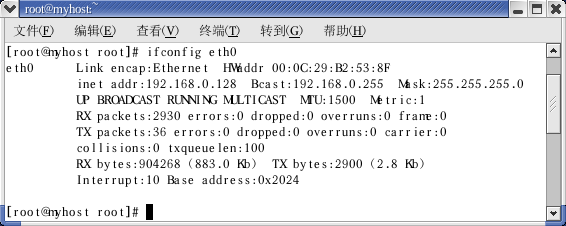 root@myhost:~
文件(F) 编辑(E) 查看(V) 终端(T) 转到(G) 帮助(H)
[root@myhost root]# ifconfig eth0
eth0 Link encap:Ethernet HWaddr 00:0C:29:B2:53:8F
inet addr:192.168.0.128 Bcast:192.168.0.255 Mask:255.255.255.0
UP BROADCAST RUNNING MULTICAST MTU:1500 Metric:1
RX packets:2930 errors:0 dropped:0 overruns:0 frame:0
TX packets:36 errors:0 dropped:0 overruns:0 carrier:0
collisions:0 txqueuelen:100
RX bytes:904268 (883.0 Kb) TX bytes:2900 (2.8 Kb)
Interrupt:10 Base address:0x2024
[root@myhost root]#